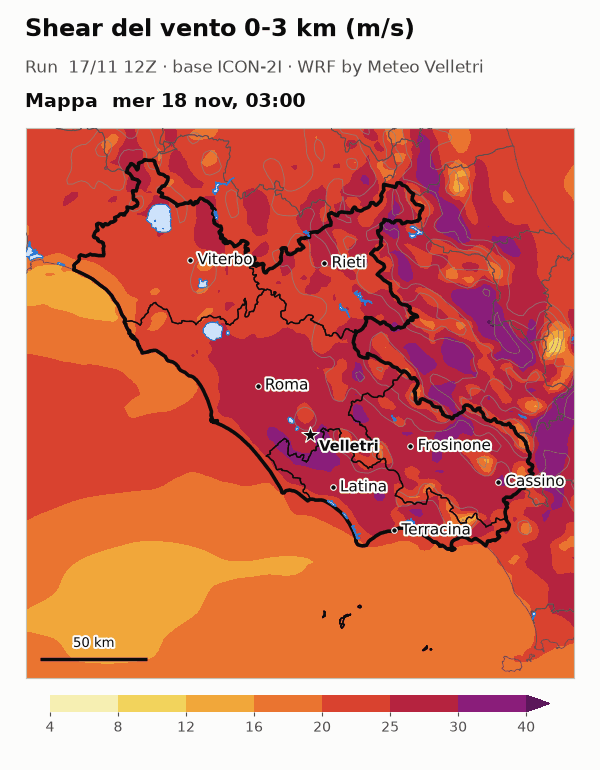 Shear del vento 0-3 km (m/s)
Run  17/11 12Z · base ICON-2I · WRF by Meteo Velletri
Mappa  mer 18 nov, 03:00
Viterbo
Rieti
Roma
Velletri
Frosinone
Cassino
Latina
Terracina
50 km
4 8 12 16 20 25 30 40